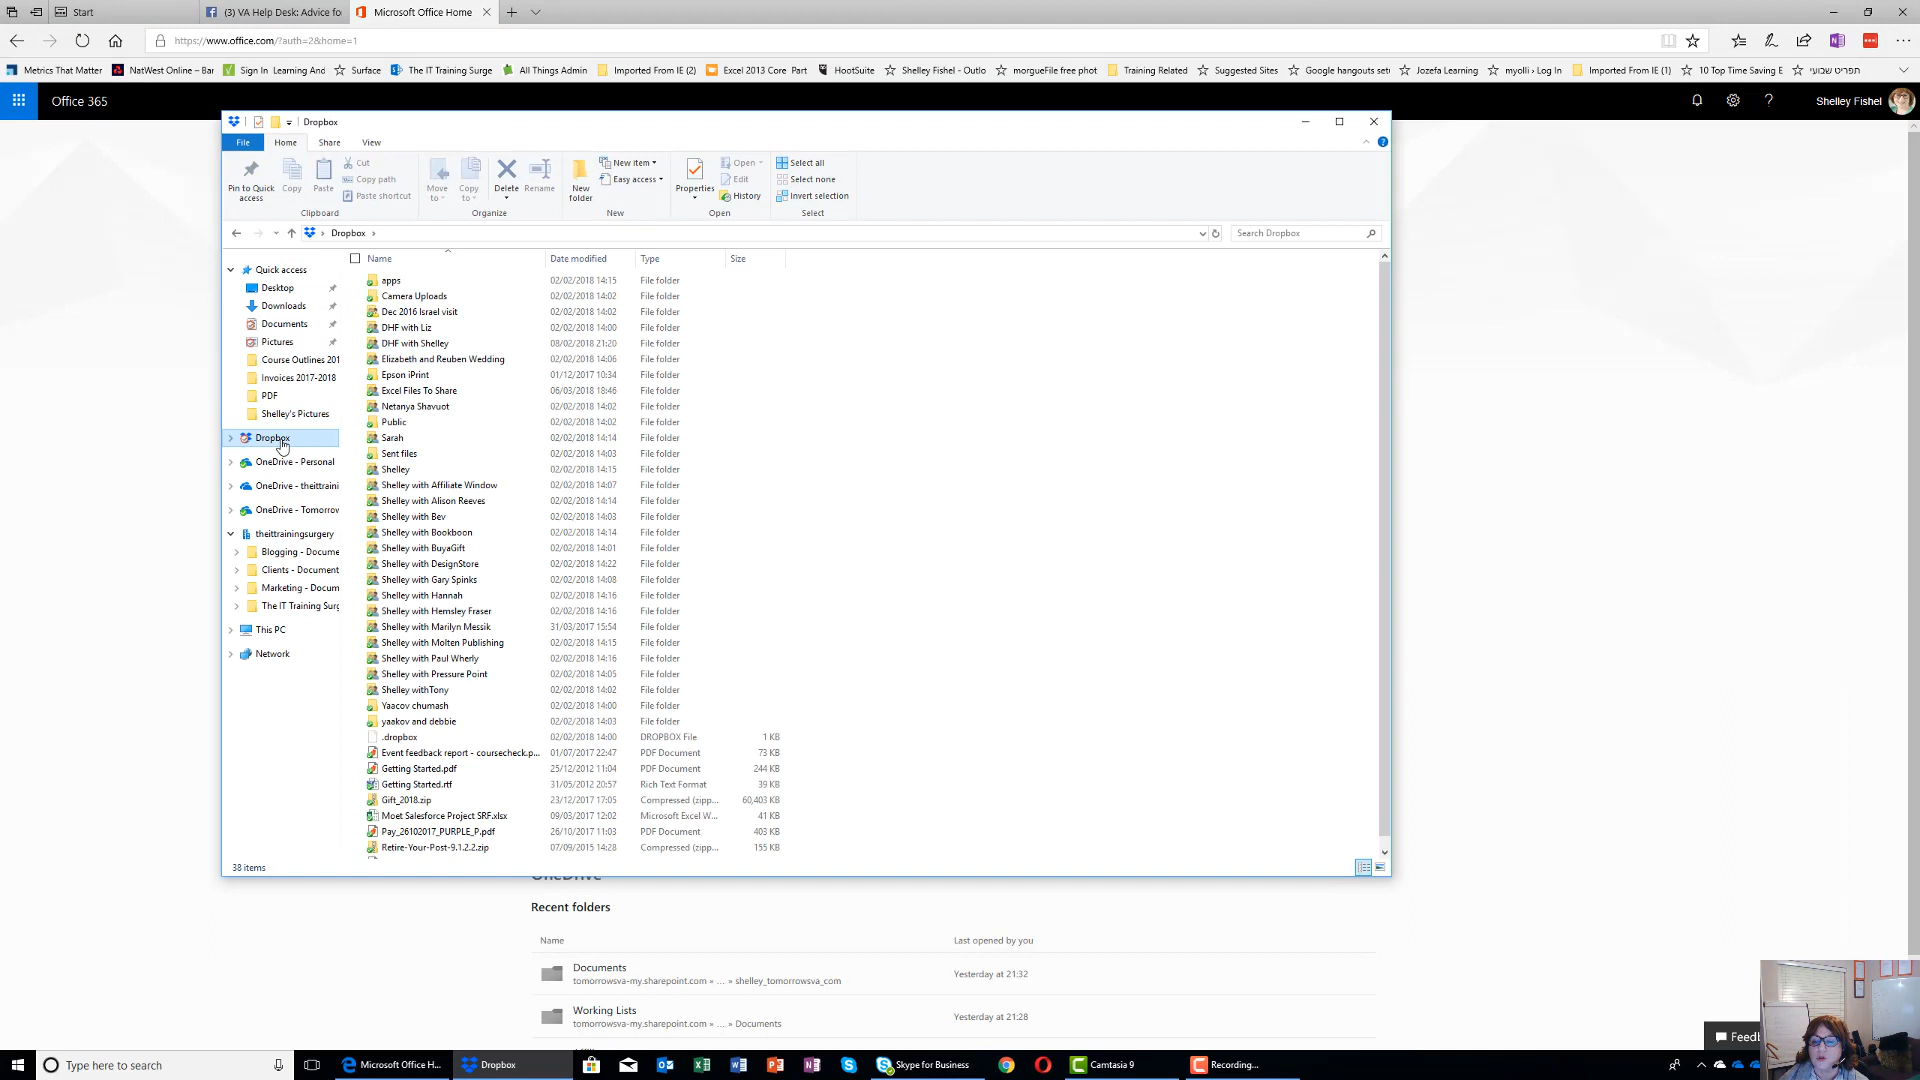 Start
(3) VA Help Desk: Advice fo
Microsoft Office Home
https://www.office.com/?auth=2&home=1
Metrics That Matter
NatWest Online – Bar
Sign In Learning And
Surface
The IT Training Surge
All Things Admin
Imported From IE (2)
Excel 2013 Core Part
HootSuite
Shelley Fishel - Outlo
morgueFile free phot
Training Related
Suggested Sites
Google hangouts setu
Jozefa Learning
myolli › Log In
Imported From IE (1)
10 Top Time Saving E
תפריט שבועי
Office 365
Shelley Fishel
Dropbox
File
Home
Share
View
Pin to Quick access
Copy
Paste
Cut
Copy path
Paste shortcut
Move to
Copy to
Delete
Rename
New folder
New item
Easy access
Properties
Open
Edit
History
Select all
Select none
Invert selection
Clipboard
Organize
New
Open
Select
Dropbox
Search Dropbox
Name
Date modified
Type
Size
Quick access
Desktop
Downloads
Documents
Pictures
Course Outlines 201
Invoices 2017-2018
PDF
Shelley's Pictures
Dropbox
OneDrive - Personal
OneDrive - theittraini
OneDrive - Tomorrow
theittrainingsurgery
Blogging - Docume
Clients - Document
Marketing - Docum
The IT Training Surg
This PC
Network
apps 02/02/2018 14:15 File folder
Camera Uploads 02/02/2018 14:02 File folder
Dec 2016 Israel visit 02/02/2018 14:02 File folder
DHF with Liz 02/02/2018 14:00 File folder
DHF with Shelley 08/02/2018 21:20 File folder
Elizabeth and Reuben Wedding 02/02/2018 14:06 File folder
Epson iPrint 01/12/2017 10:34 File folder
Excel Files To Share 06/03/2018 18:46 File folder
Netanya Shavuot 02/02/2018 14:02 File folder
Public 02/02/2018 14:02 File folder
Sarah 02/02/2018 14:14 File folder
Sent files 02/02/2018 14:03 File folder
Shelley 02/02/2018 14:15 File folder
Shelley with Affiliate Window 02/02/2018 14:07 File folder
Shelley with Alison Reeves 02/02/2018 14:14 File folder
Shelley with Bev 02/02/2018 14:03 File folder
Shelley with Bookboon 02/02/2018 14:14 File folder
Shelley with BuyaGift 02/02/2018 14:01 File folder
Shelley with DesignStore 02/02/2018 14:22 File folder
Shelley with Gary Spinks 02/02/2018 14:08 File folder
Shelley with Hannah 02/02/2018 14:16 File folder
Shelley with Hemsley Fraser 02/02/2018 14:16 File folder
Shelley with Marilyn Messik 31/03/2017 15:54 File folder
Shelley with Molten Publishing 02/02/2018 14:15 File folder
Shelley with Paul Wherly 02/02/2018 14:16 File folder
Shelley with Pressure Point 02/02/2018 14:05 File folder
Shelley withTony 02/02/2018 14:02 File folder
Yaacov chumash 02/02/2018 14:00 File folder
yaakov and debbie 02/02/2018 14:03 File folder
.dropbox 02/02/2018 14:00 DROPBOX File 1 KB
Event feedback report - coursecheck.p... 01/07/2017 22:47 PDF Document 73 KB
Getting Started.pdf 25/12/2012 11:04 PDF Document 244 KB
Getting Started.rtf 31/05/2012 20:57 Rich Text Format 39 KB
Gift_2018.zip 23/12/2017 17:05 Compressed (zipp... 60,403 KB
Moet Salesforce Project SRF.xlsx 09/03/2017 12:02 Microsoft Excel W... 41 KB
Pay_26102017_PURPLE_P.pdf 26/10/2017 11:03 PDF Document 403 KB
Retire-Your-Post-9.1.2.2.zip 07/09/2015 14:28 Compressed (zipp... 155 KB
38 items
OneDrive
Recent folders
Name Last opened by you
Documents Yesterday at 21:32
tomorrowsva-my.sharepoint.com » ... » shelley_tomorrowsva_com
Working Lists Yesterday at 21:28
tomorrowsva-my.sharepoint.com » ... » Documents
Feedb
Type here to search
Microsoft Office H...
Dropbox
Skype for Business
Camtasia 9
Recording...